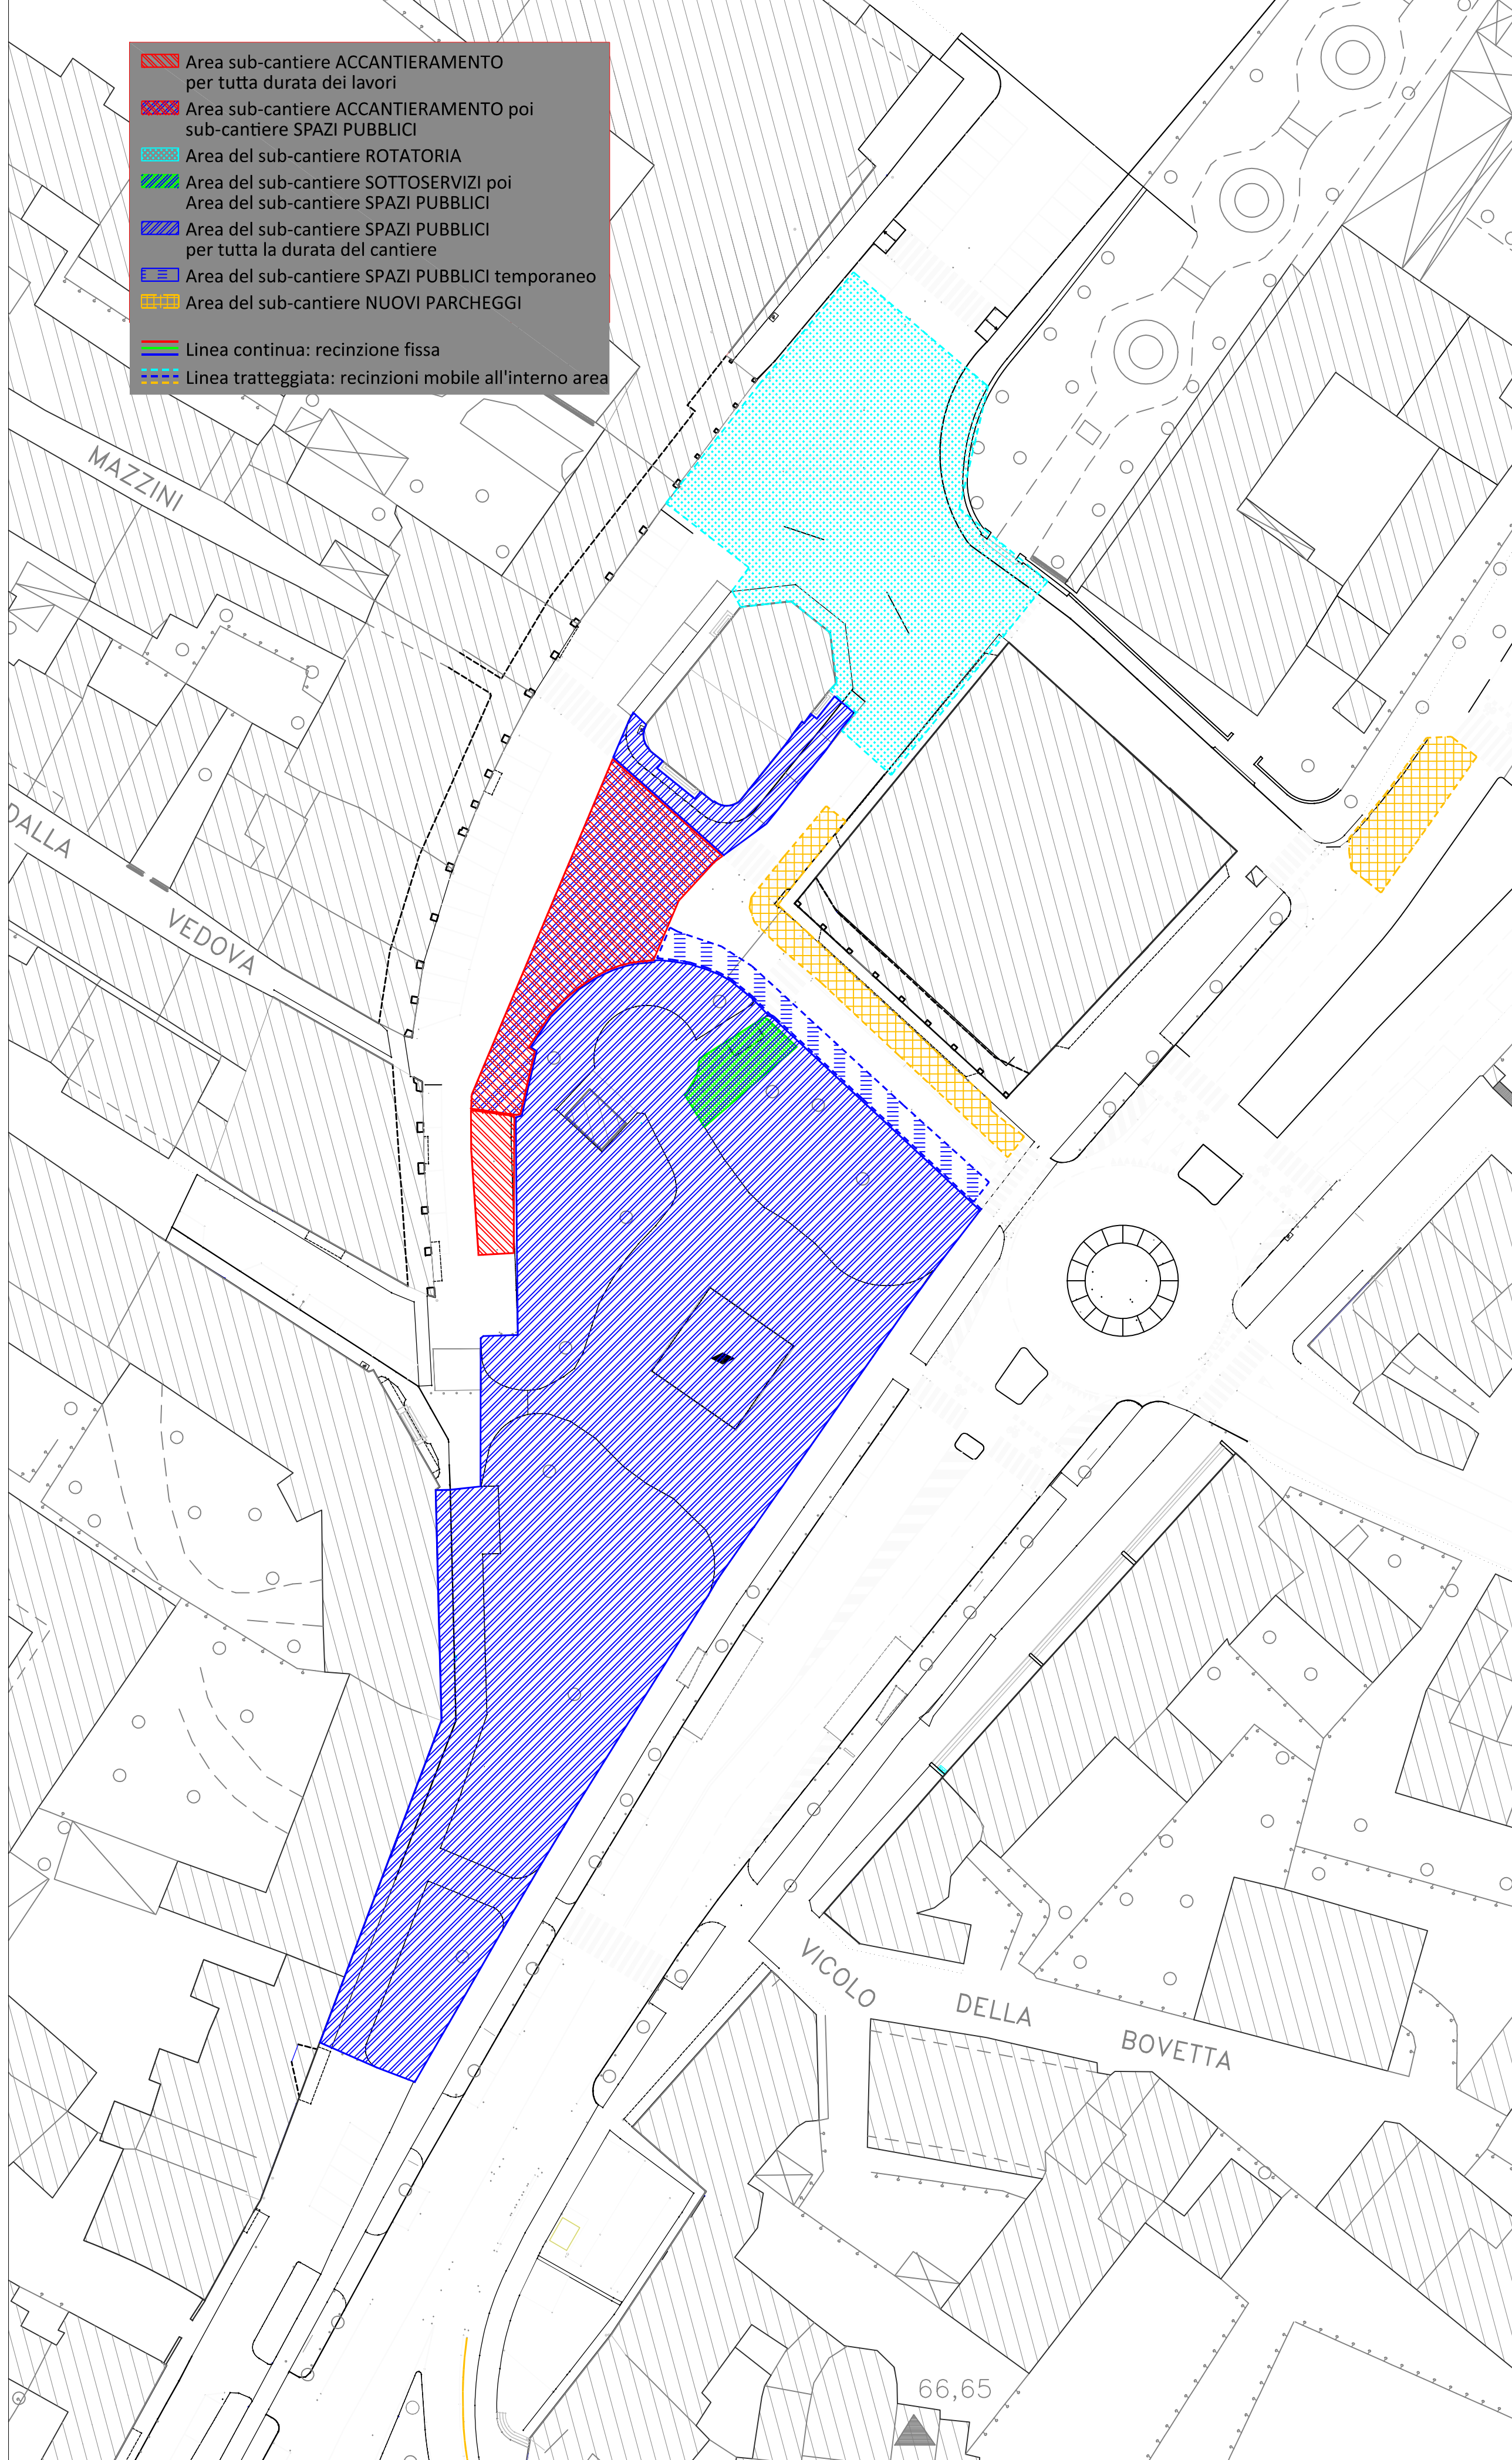 Area sub-cantiere ACCANTIERAMENTO
per tutta durata dei lavori
Area sub-cantiere ACCANTIERAMENTO poi
sub-cantiere SPAZI PUBBLICI
Area del sub-cantiere ROTATORIA
Area del sub-cantiere SOTTOSERVIZI poi
Area del sub-cantiere SPAZI PUBBLICI
Area del sub-cantiere SPAZI PUBBLICI
per tutta la durata del cantiere
Area del sub-cantiere SPAZI PUBBLICI temporaneo
Area del sub-cantiere NUOVI PARCHEGGI
Linea continua: recinzione fissa
Linea tratteggiata: recinzioni mobile all'interno area
MAZZINI
DALLA
VEDOVA
VICOLO
DELLA
BOVETTA
66,65